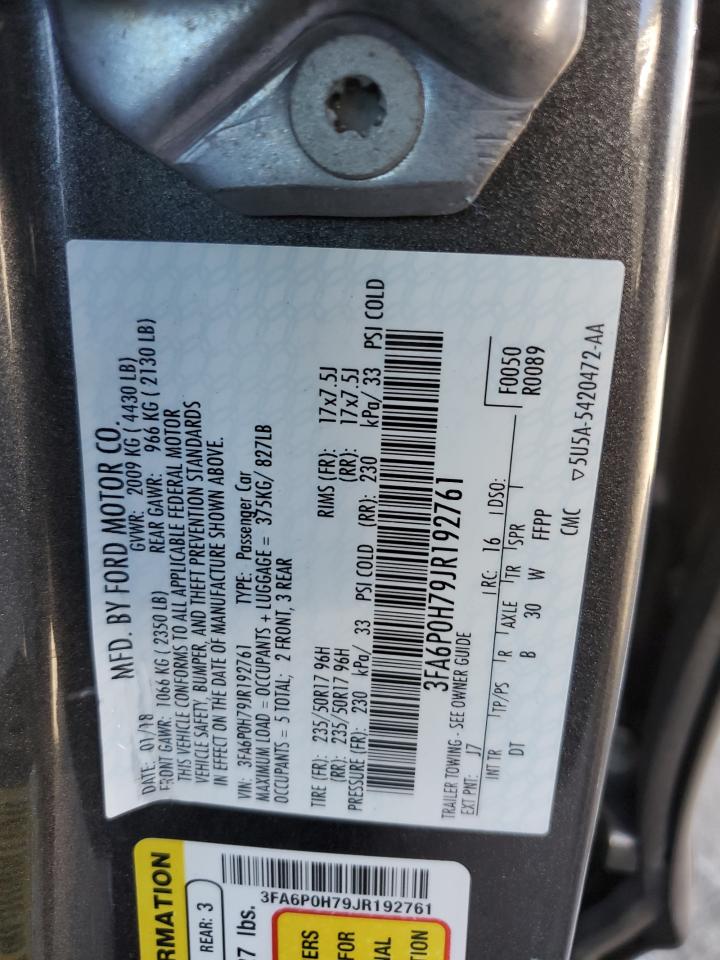 MFD. BY FORD MOTOR CO.
DATE: 01/18 GVWR: 2009 KG ( 4430 LB)
FRONT GAWR: 1066 KG ( 2350 LB) REAR GAWR: 966 KG ( 2130 LB)
THIS VEHICLE CONFORMS TO ALL APPLICABLE FEDERAL MOTOR
VEHICLE SAFETY, BUMPER, AND THEFT PREVENTION STANDARDS
IN EFFECT ON THE DATE OF MANUFACTURE SHOWN ABOVE.
VIN: 3FA6P0H79JR192761 TYPE: Passenger Car
MAXIMUM LOAD = OCCUPANTS + LUGGAGE = 375KG/ 827LB
OCCUPANTS = 5 TOTAL; 2 FRONT, 3 REAR
TIRE (FR): 235/50R17 96H RIMS (FR): 17x7.5J
(RR): 235/50R17 96H (RR): 17x7.5J
PRESSURE (FR): 230 kPa/ 33 PSI COLD (RR): 230 kPa/ 33 PSI COLD
3FA6P0H79JR192761
TRAILER TOWING - SEE OWNER GUIDE F0050
EXT PNT: J7 RC: 16 DSO: R0089
INT TR TP/PS R AXLE TR SPR
DT B 30 W FFPP
CMC ▽5U5A-5420472-AA
RMATION
REAR: 3
27 lbs.
3FA6P0H79JR192761
ERS
FOR
NAL
TION